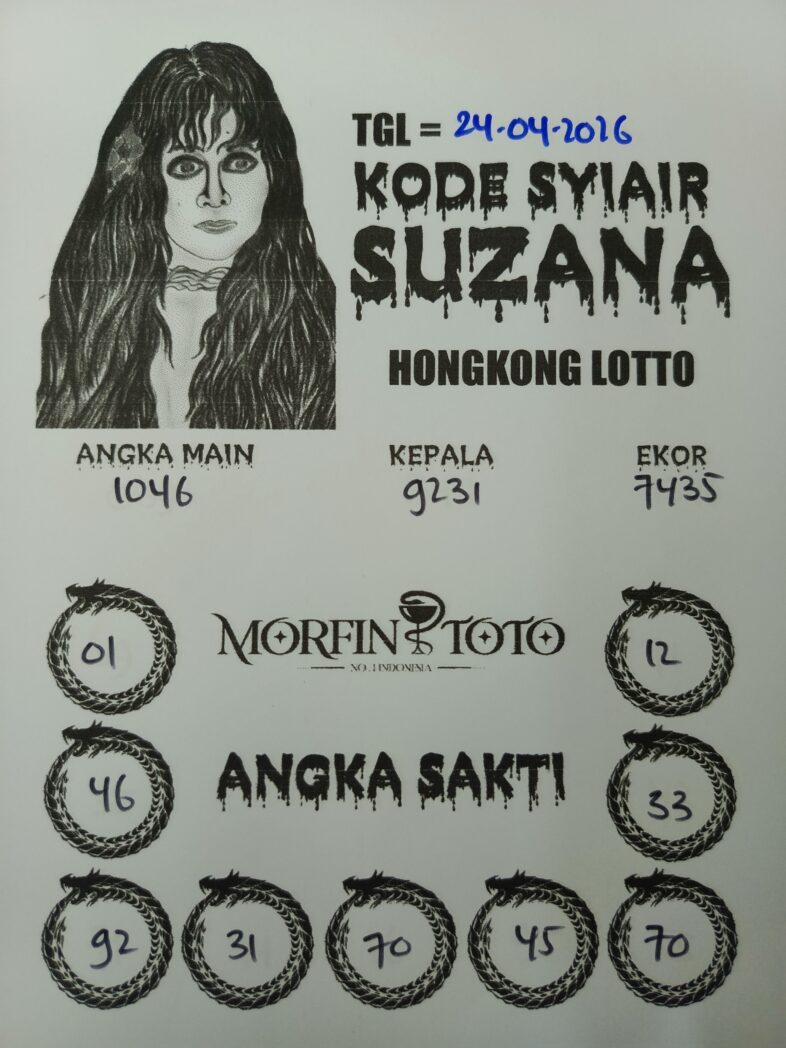 TGL = 24-04-2026
KODE SYIAIR
SUZANA
HONGKONG LOTTO
ANGKA MAIN KEPALA EKOR
1046 9231 7435
01 MORFIN TOTO 12
NO.1 INDONESIA
46 ANGKA SAKTI 33
92 31 70 45 70